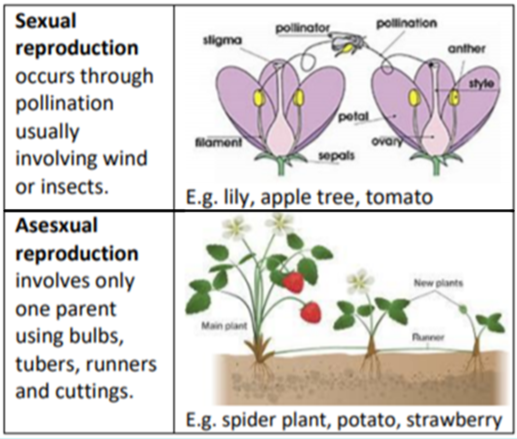 Sexual
reproduction
occurs through
pollination
usually
involving wind
or insects.
pollinator
pollination
stigma
anther
style
petal
filament
ovary
sepals
E.g. lily, apple tree, tomato
Asesxual
reproduction
involves only
one parent
using bulbs,
tubers, runners
and cuttings.
New plants
Main plant
Runner
E.g. spider plant, potato, strawberry